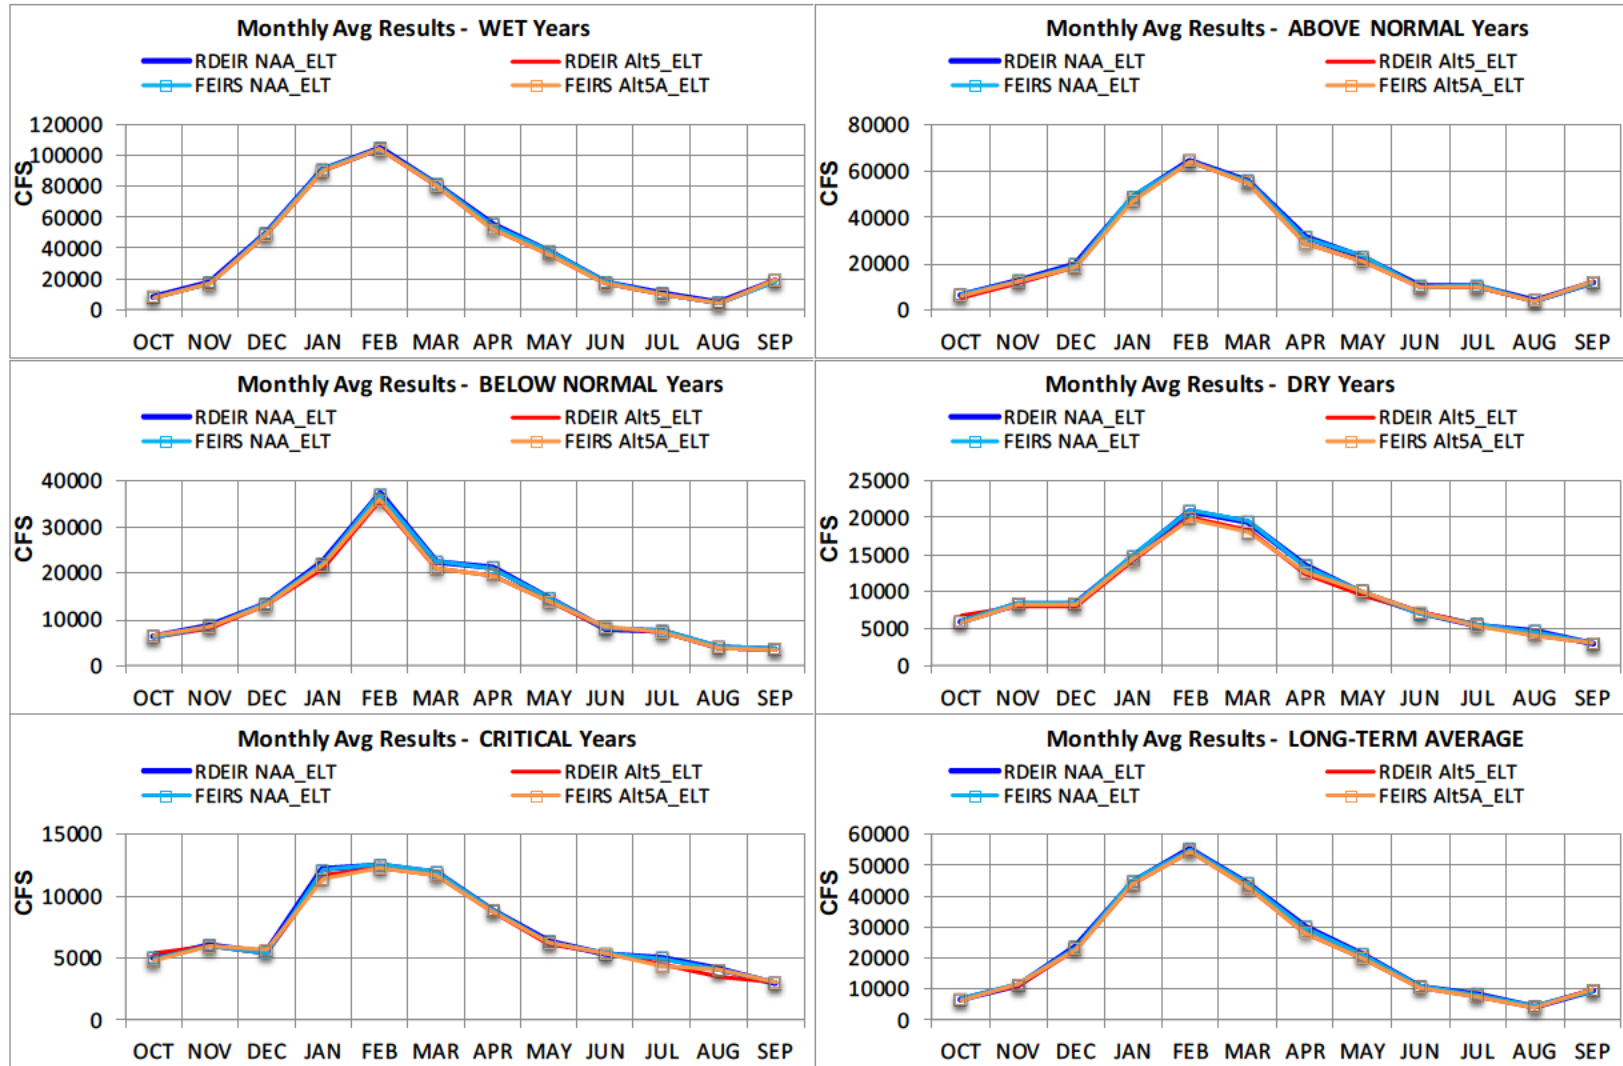 Monthly Avg Results - WET Years
RDEIR NAA_ELT RDEIR Alt5_ELT
FEIRS NAA_ELT FEIRS Alt5A_ELT
120000
100000
80000
60000
40000
20000
0
CFS
OCT NOV DEC JAN FEB MAR APR MAY JUN JUL AUG SEP
Monthly Avg Results - ABOVE NORMAL Years
RDEIR NAA_ELT RDEIR Alt5_ELT
FEIRS NAA_ELT FEIRS Alt5A_ELT
80000
60000
40000
20000
0
CFS
OCT NOV DEC JAN FEB MAR APR MAY JUN JUL AUG SEP
Monthly Avg Results - BELOW NORMAL Years
RDEIR NAA_ELT RDEIR Alt5_ELT
FEIRS NAA_ELT FEIRS Alt5A_ELT
40000
30000
20000
10000
0
CFS
OCT NOV DEC JAN FEB MAR APR MAY JUN JUL AUG SEP
Monthly Avg Results - DRY Years
RDEIR NAA_ELT RDEIR Alt5_ELT
FEIRS NAA_ELT FEIRS Alt5A_ELT
25000
20000
15000
10000
5000
0
CFS
OCT NOV DEC JAN FEB MAR APR MAY JUN JUL AUG SEP
Monthly Avg Results - CRITICAL Years
RDEIR NAA_ELT RDEIR Alt5_ELT
FEIRS NAA_ELT FEIRS Alt5A_ELT
15000
10000
5000
0
CFS
OCT NOV DEC JAN FEB MAR APR MAY JUN JUL AUG SEP
Monthly Avg Results - LONG-TERM AVERAGE
RDEIR NAA_ELT RDEIR Alt5_ELT
FEIRS NAA_ELT FEIRS Alt5A_ELT
60000
50000
40000
30000
20000
10000
0
CFS
OCT NOV DEC JAN FEB MAR APR MAY JUN JUL AUG SEP